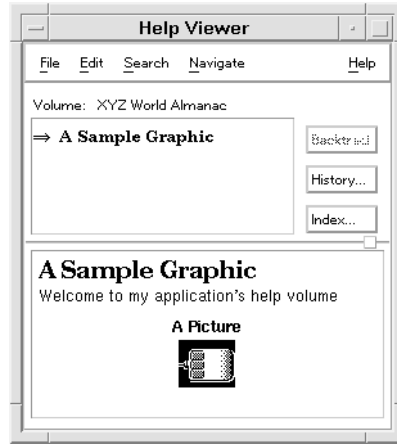 Help Viewer
File Edit Search Navigate Help
Volume: XYZ World Almanac
⇒ A Sample Graphic
Backtrack
History...
Index...
A Sample Graphic
Welcome to my application's help volume
A Picture